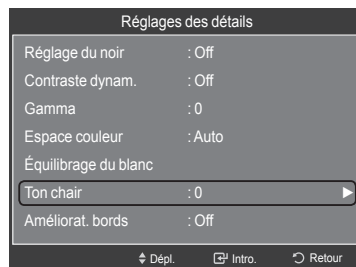 Réglages des détails
Réglage du noir : Off
Contraste dynam. : Off
Gamma : 0
Espace couleur : Auto
Équilibrage du blanc
Ton chair : 0
Améliorat. bords : Off
Dépl. Intro. Retour